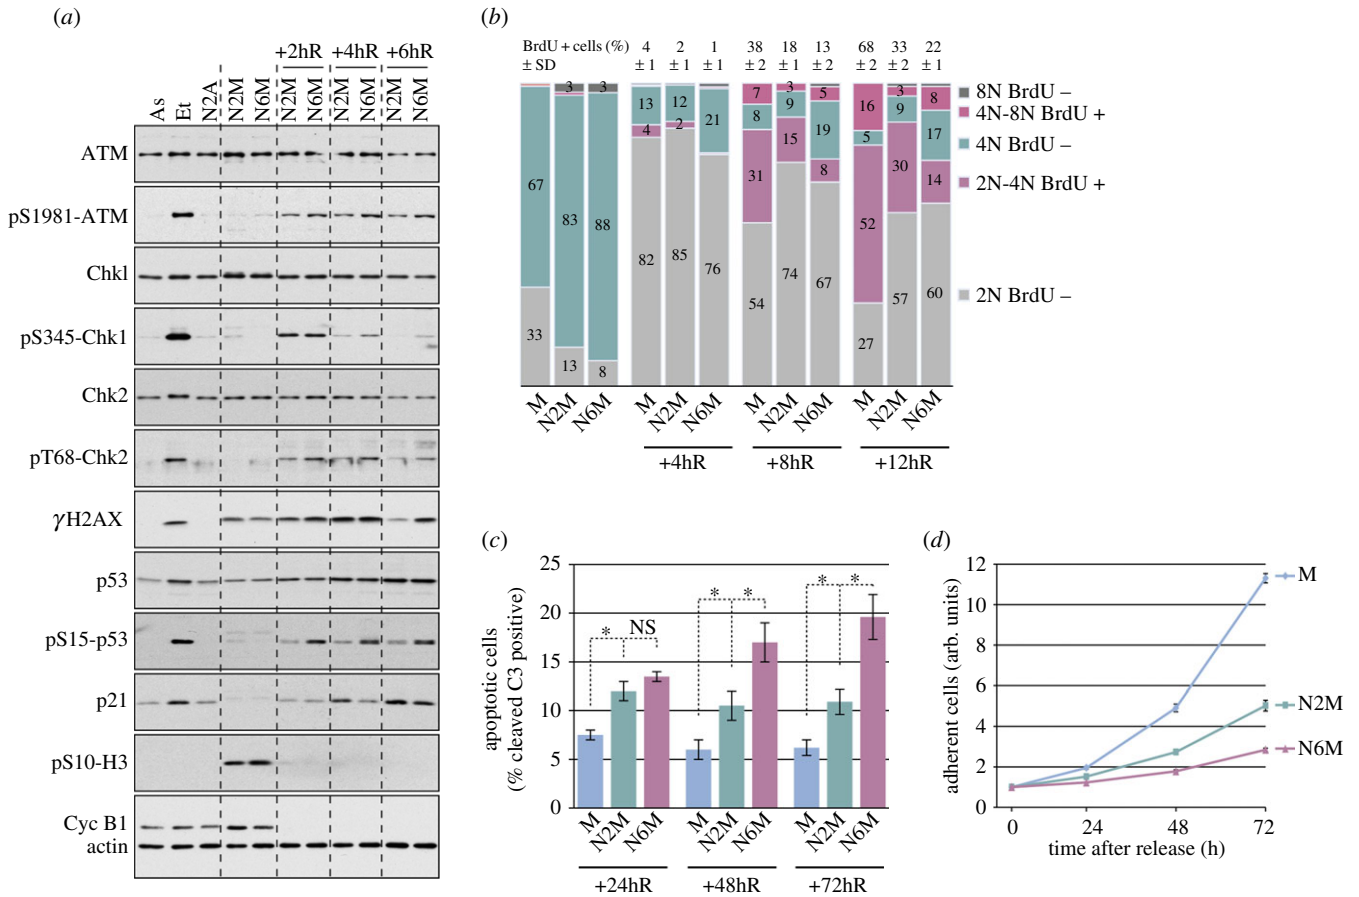 (a)
+2hR +4hR +6hR
As Et N2A N2M N6M N2M N6M N2M N6M N2M N6M
ATM
pS1981-ATM
Chkl
pS345-Chk1
Chk2
pT68-Chk2
γH2AX
p53
pS15-p53
p21
pS10-H3
Cyc B1
actin
(b)
BrdU + cells (%) 4 2 1 38 18 13 68 33 22
± SD ± 1 ± 1 ± 1 ± 2 ± 1 ± 2 ± 2 ± 2 ± 1
67 33
3 83 13
3 88 8
13 4 82
12 2 85
21 76
7 8 31 54
3 9 15 74
5 19 8 67
16 5 52 27
3 9 30 57
8 17 14 60
8N BrdU –
4N-8N BrdU +
4N BrdU –
2N-4N BrdU +
2N BrdU –
M N2M N6M M N2M N6M M N2M N6M M N2M N6M
+4hR +8hR +12hR
(c)
apoptotic cells
(% cleaved C3 positive)
25
20
15
10
5
0
* NS
* *
* *
M N2M N6M M N2M N6M M N2M N6M
+24hR +48hR +72hR
(d)
adherent cells (arb. units)
12
10
8
6
4
2
0
M
N2M
N6M
0 24 48 72
time after release (h)